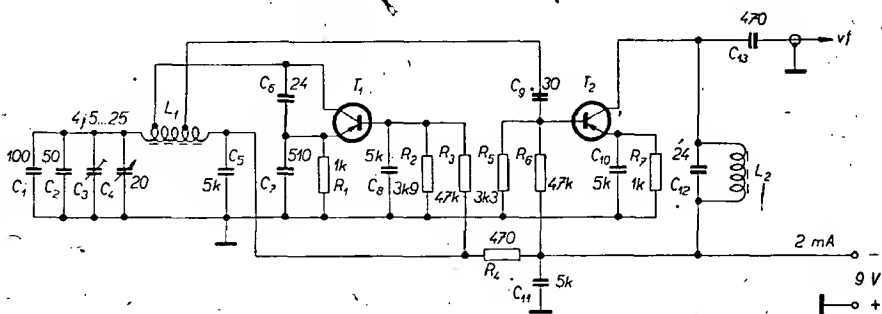 470
C13
vf
C6
24
T1
C9
30
T2
4,5...25
L1
100
50
C1
C2
C3
C4
20
C5
5k
510
C7
1k
R1
5k
C8
R2
3k9
R3
47k
R5
3k3
R6
47k
C10
5k
R7
1k
24
C12
L2
470
R4
C11
5k
2 mA
−
9 V
+